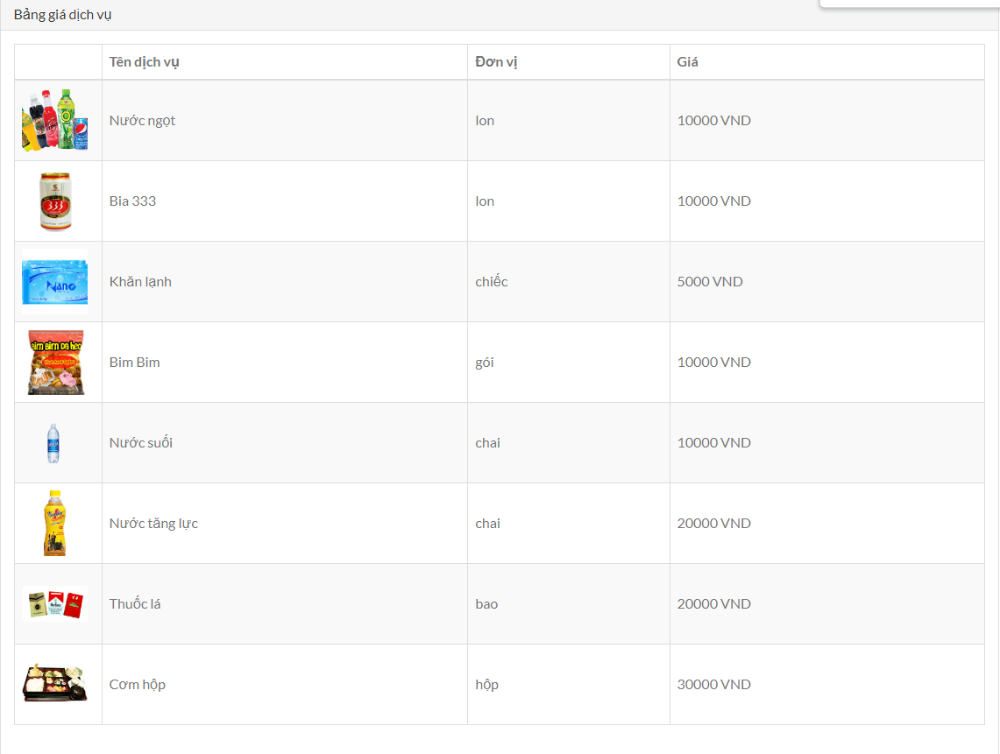 Bảng giá dịch vụ
Tên dịch vụ Đơn vị Giá
Nước ngọt lon 10000 VND
333
Bia 333 lon 10000 VND
Nano
Khăn lạnh chiếc 5000 VND
Bim Bim Da heo
Bim Bim gói 10000 VND
Nước suối chai 10000 VND
Nước tăng lực chai 20000 VND
Thuốc lá bao 20000 VND
Cơm hộp hộp 30000 VND